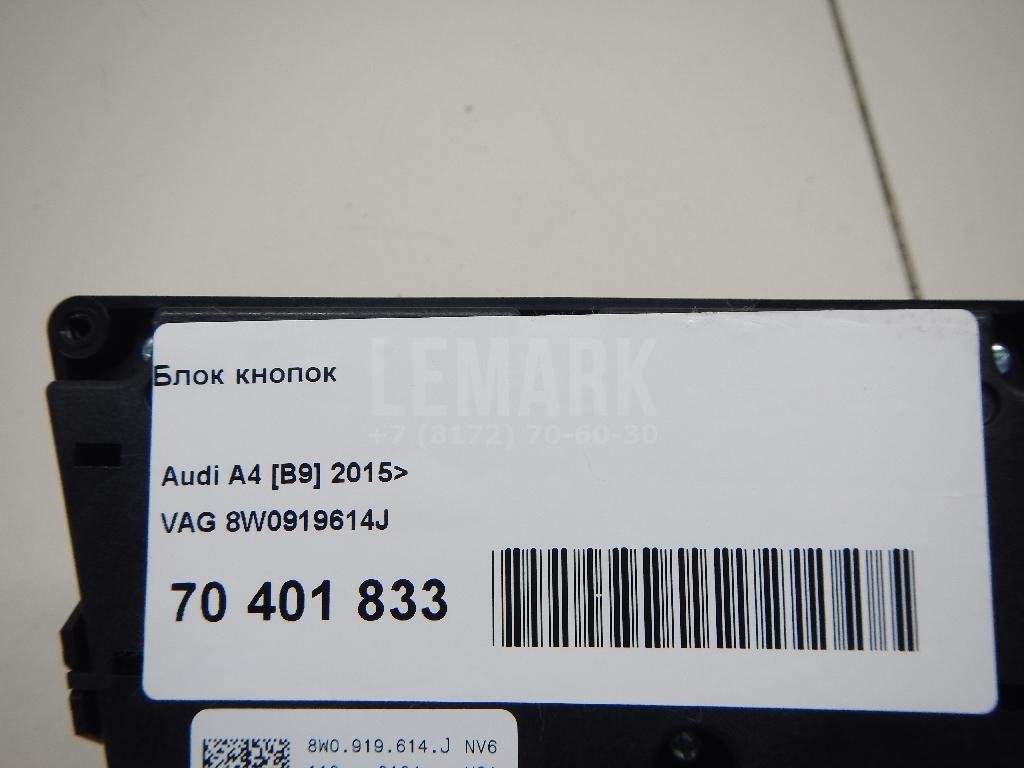 LEMARK
+7 (8172) 70-60-30
Блок кнопок
Audi A4 [B9] 2015>
VAG 8W0919614J
70 401 833
8W0.919.614.J NV6